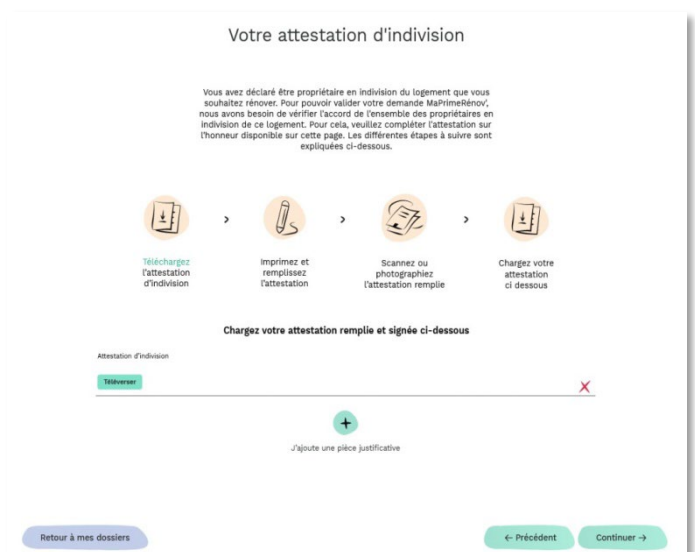 Votre attestation d'indivision
Vous avez déclaré être propriétaire en indivision du logement que vous
souhaitez rénover. Pour pouvoir valider votre demande MaPrimeRénov',
nous avons besoin de vérifier l'accord de l'ensemble des propriétaires en
indivision de ce logement. Pour cela, veuillez compléter l'attestation sur
l'honneur disponible sur cette page. Les différentes étapes à suivre sont
expliquées ci-dessous.
Téléchargez
l'attestation
d'indivision
Imprimez et
remplissez
l'attestation
Scannez ou
photographiez
l'attestation remplie
Chargez votre
attestation
ci dessous
Chargez votre attestation remplie et signée ci-dessous
Attestation d'indivision
Téléverser
J'ajoute une pièce justificative
Retour à mes dossiers
← Précédent
Continuer →